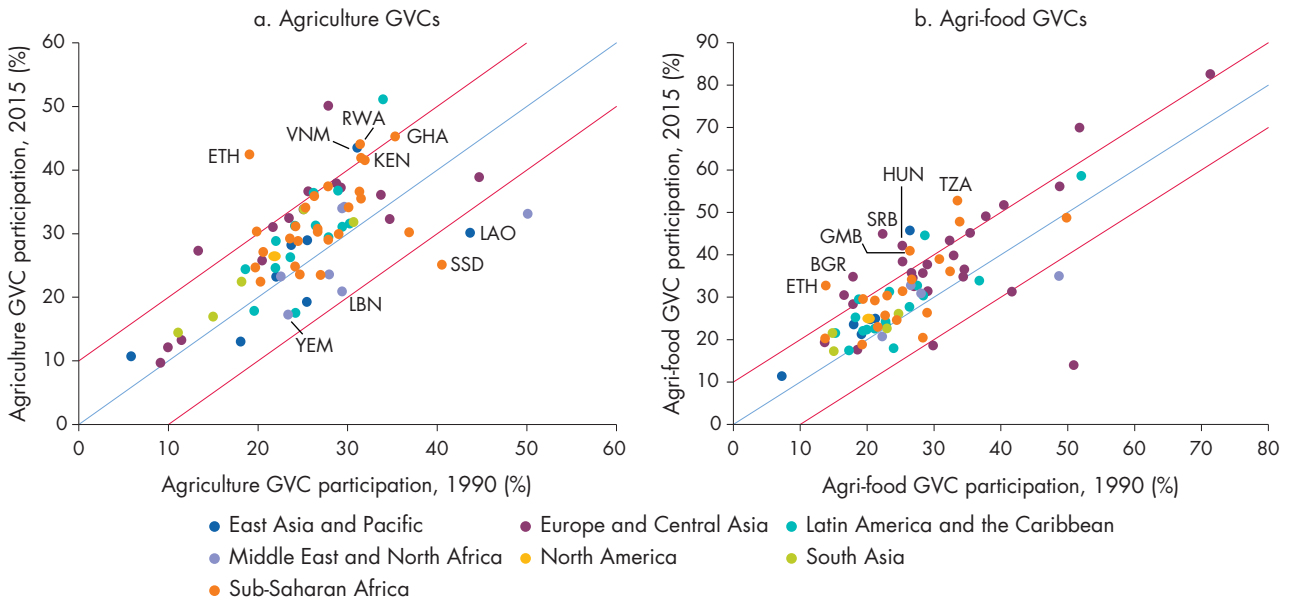 a. Agriculture GVCs
Agriculture GVC participation, 2015 (%)
60
50
40
30
20
10
0
ETH
VNM
RWA
GHA
KEN
LAO
SSD
LBN
YEM
0 10 20 30 40 50 60
Agriculture GVC participation, 1990 (%)
b. Agri-food GVCs
Agri-food GVC participation, 2015 (%)
90
80
70
60
50
40
30
20
10
0
HUN
TZA
SRB
GMB
BGR
ETH
0 10 20 30 40 50 60 70 80
Agri-food GVC participation, 1990 (%)
East Asia and Pacific
Europe and Central Asia
Latin America and the Caribbean
Middle East and North Africa
North America
South Asia
Sub-Saharan Africa